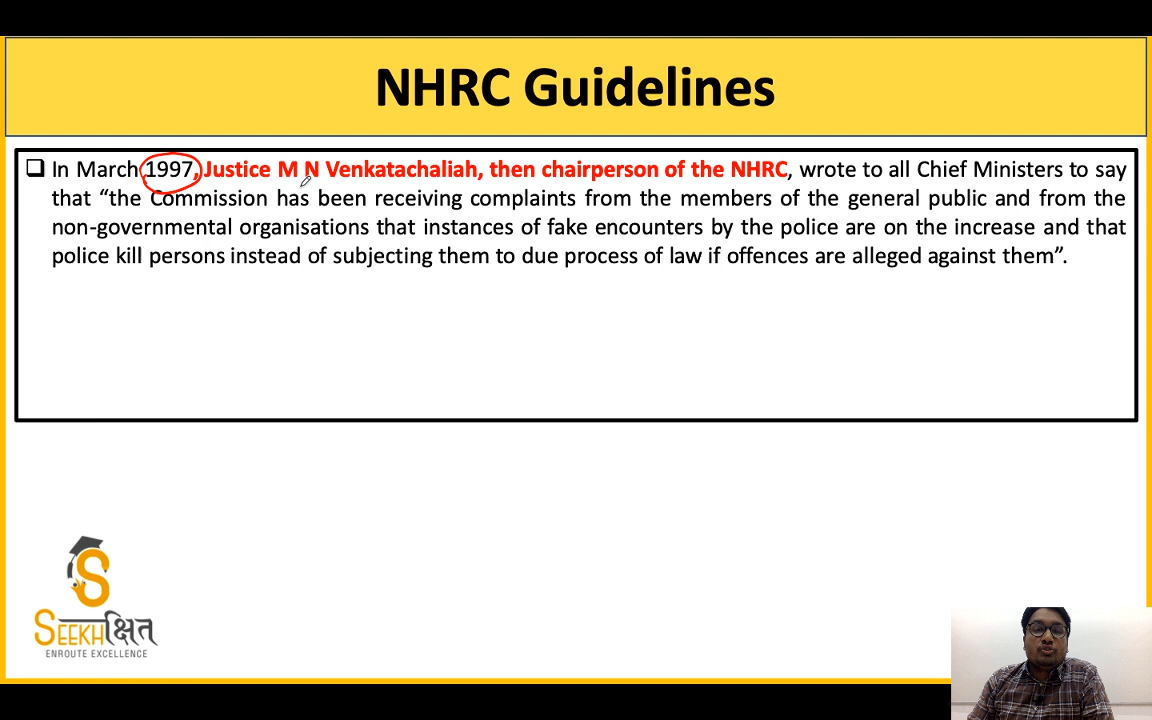 NHRC Guidelines
In March 1997, Justice M N Venkatachaliah, then chairperson of the NHRC, wrote to all Chief Ministers to say
that “the Commission has been receiving complaints from the members of the general public and from the
non-governmental organisations that instances of fake encounters by the police are on the increase and that
police kill persons instead of subjecting them to due process of law if offences are alleged against them”.
S
SEEKHक्षित
ENROUTE EXCELLENCE